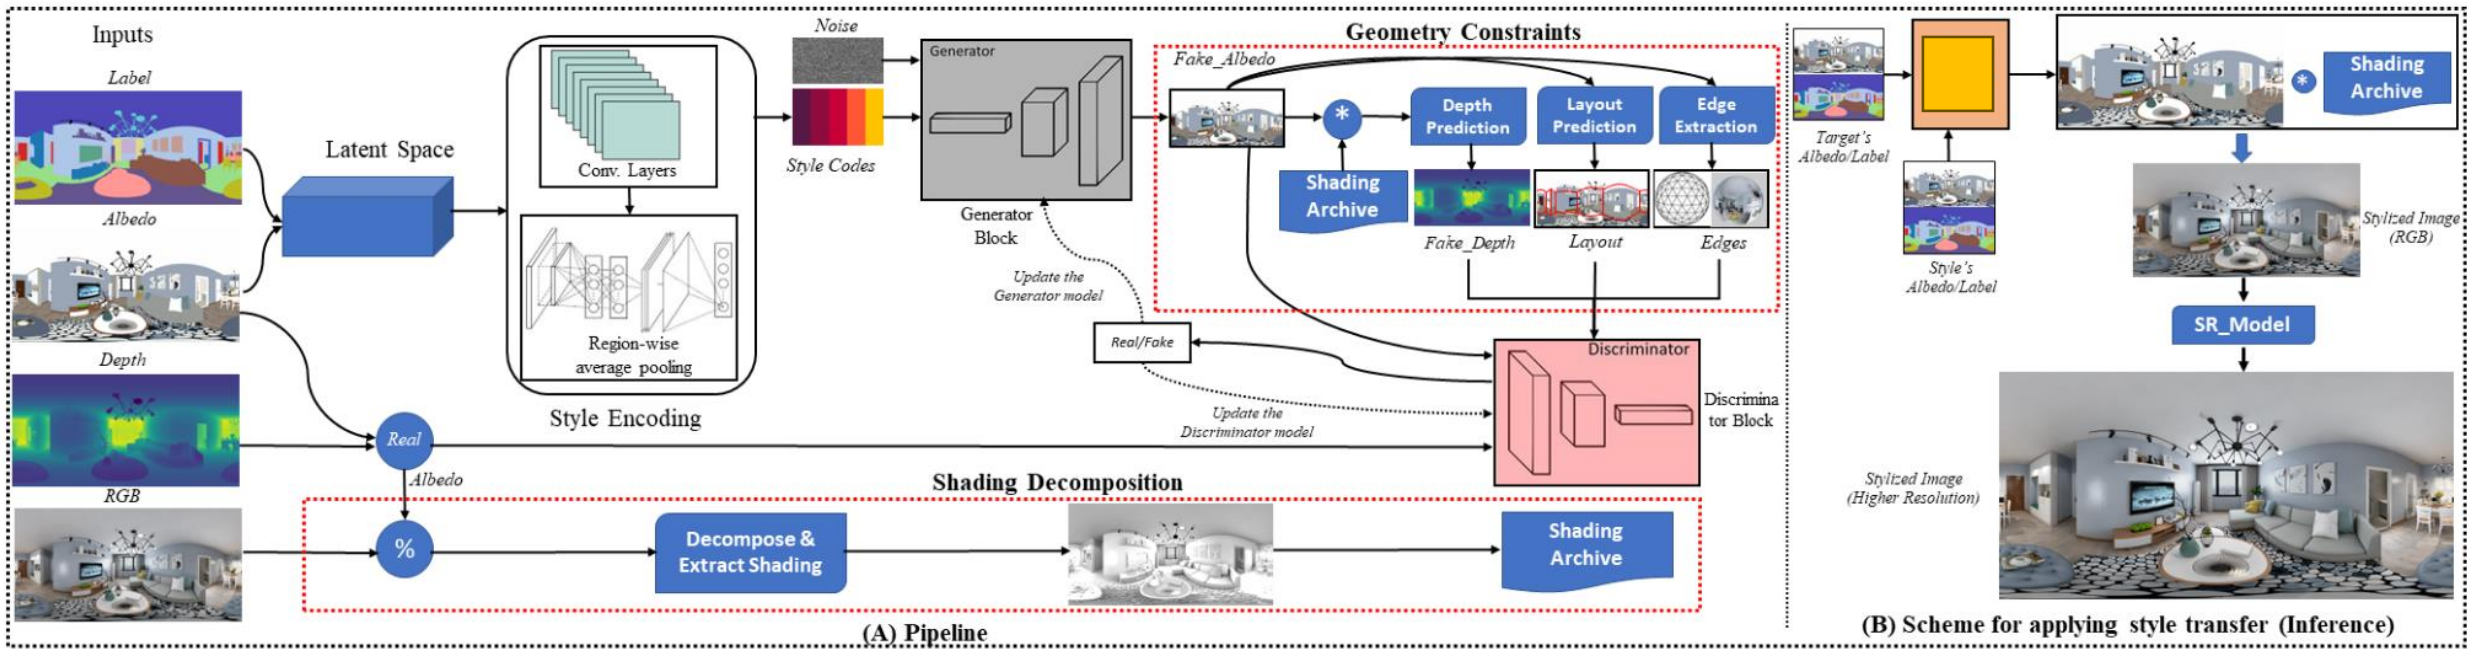 Inputs
Label
Albedo
Depth
RGB
Latent Space
Conv. Layers
Region-wise
average pooling
Style Encoding
Noise
Style Codes
Generator
Generator
Block
Update the
Generator model
Real/Fake
Geometry Constraints
Fake_Albedo
*
Shading
Archive
Depth
Prediction
Layout
Prediction
Edge
Extraction
Fake_Depth
Layout
Edges
Discriminator
Discrimina
tor Block
Update the
Discriminator model
Real
Albedo
Shading Decomposition
%
Decompose &
Extract Shading
Shading
Archive
(A) Pipeline
Target's
Albedo/Label
Style's
Albedo/Label
*
Shading
Archive
Stylized Image
(RGB)
SR_Model
Stylized Image
(Higher Resolution)
(B) Scheme for applying style transfer (Inference)